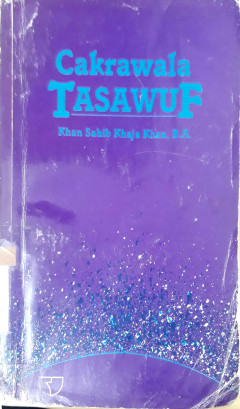 Cakrawala
TASAWUF
Khan Sahib Khaja Khan, B.A.